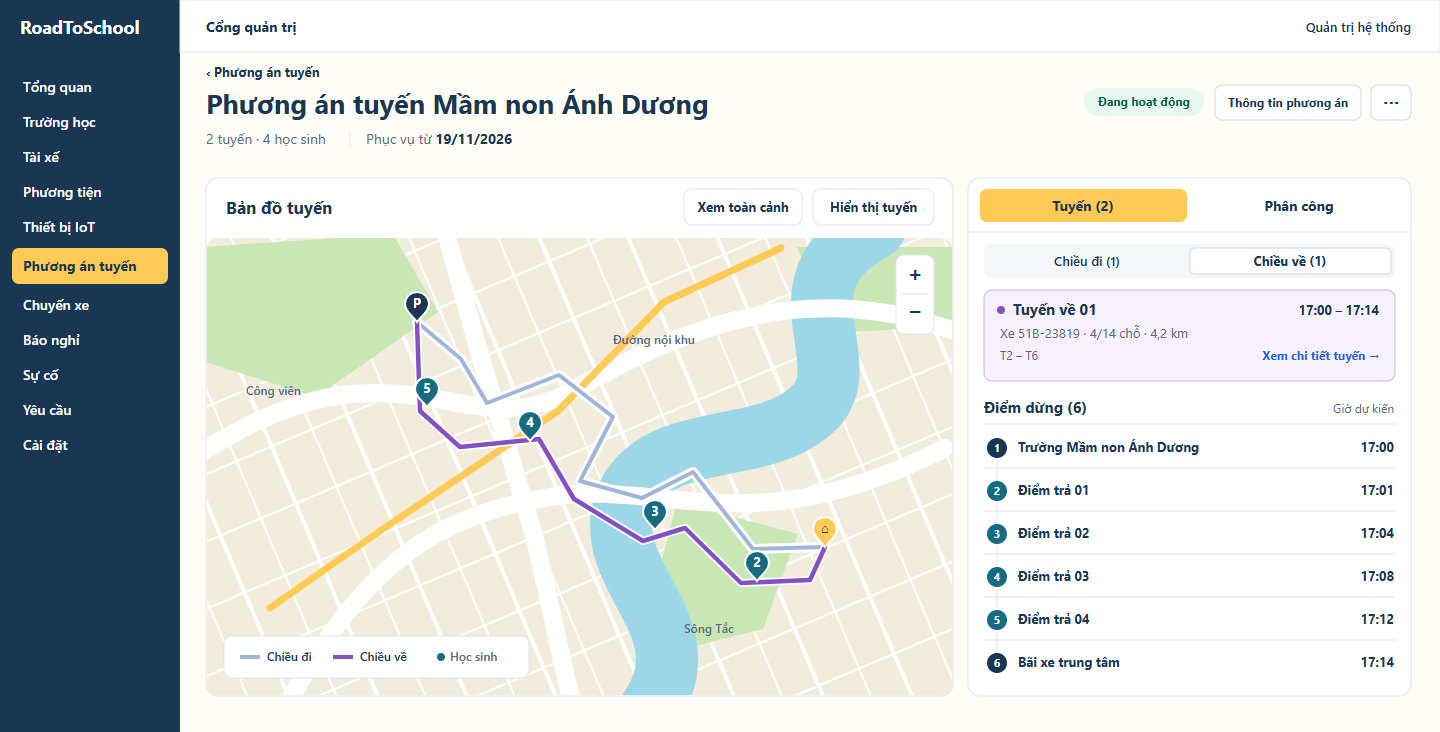 RoadToSchool
Cổng quản trị
Quản trị hệ thống
Tổng quan
Trường học
Tài xế
Phương tiện
Thiết bị IoT
Phương án tuyến
Chuyến xe
Báo nghỉ
Sự cố
Yêu cầu
Cài đặt
‹ Phương án tuyến
Phương án tuyến Mầm non Ánh Dương
Đang hoạt động
Thông tin phương án
...
2 tuyến · 4 học sinh
Phục vụ từ 19/11/2026
Bản đồ tuyến
Xem toàn cảnh
Hiển thị tuyến
+
−
P
5
4
3
2
Đường nội khu
Công viên
Sông Tắc
Chiều đi
Chiều về
Học sinh
Tuyến (2)
Phân công
Chiều đi (1)
Chiều về (1)
Tuyến về 01
17:00 – 17:14
Xe 51B-23819 · 4/14 chỗ · 4,2 km
T2 – T6
Xem chi tiết tuyến →
Điểm dừng (6)
Giờ dự kiến
1 Trường Mầm non Ánh Dương 17:00
2 Điểm trả 01 17:01
3 Điểm trả 02 17:04
4 Điểm trả 03 17:08
5 Điểm trả 04 17:12
6 Bãi xe trung tâm 17:14